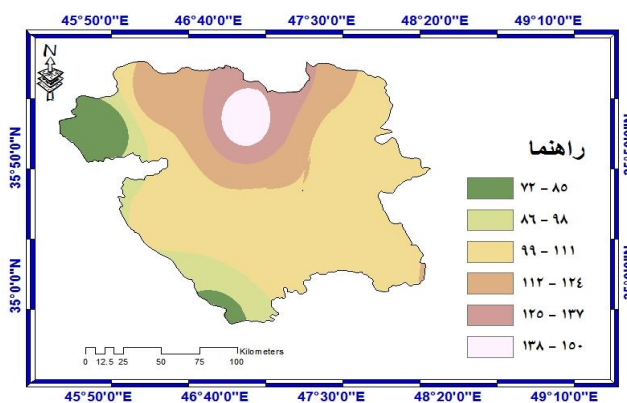 45°50'0"E 46°40'0"E 47°30'0"E 48°20'0"E 49°10'0"E
N
35°50'0"N
35°0'0"N
راهنما
۷۲ - ۸۵
۸۶ - ۹۸
۹۹ - ۱۱۱
۱۱۲ - ۱۲٤
۱۲۵ - ۱۳۷
۱۳۸ - ۱۵۰
Kilometers
0 12.5 25 50 75 100
45°50'0"E 46°40'0"E 47°30'0"E 48°20'0"E 49°10'0"E